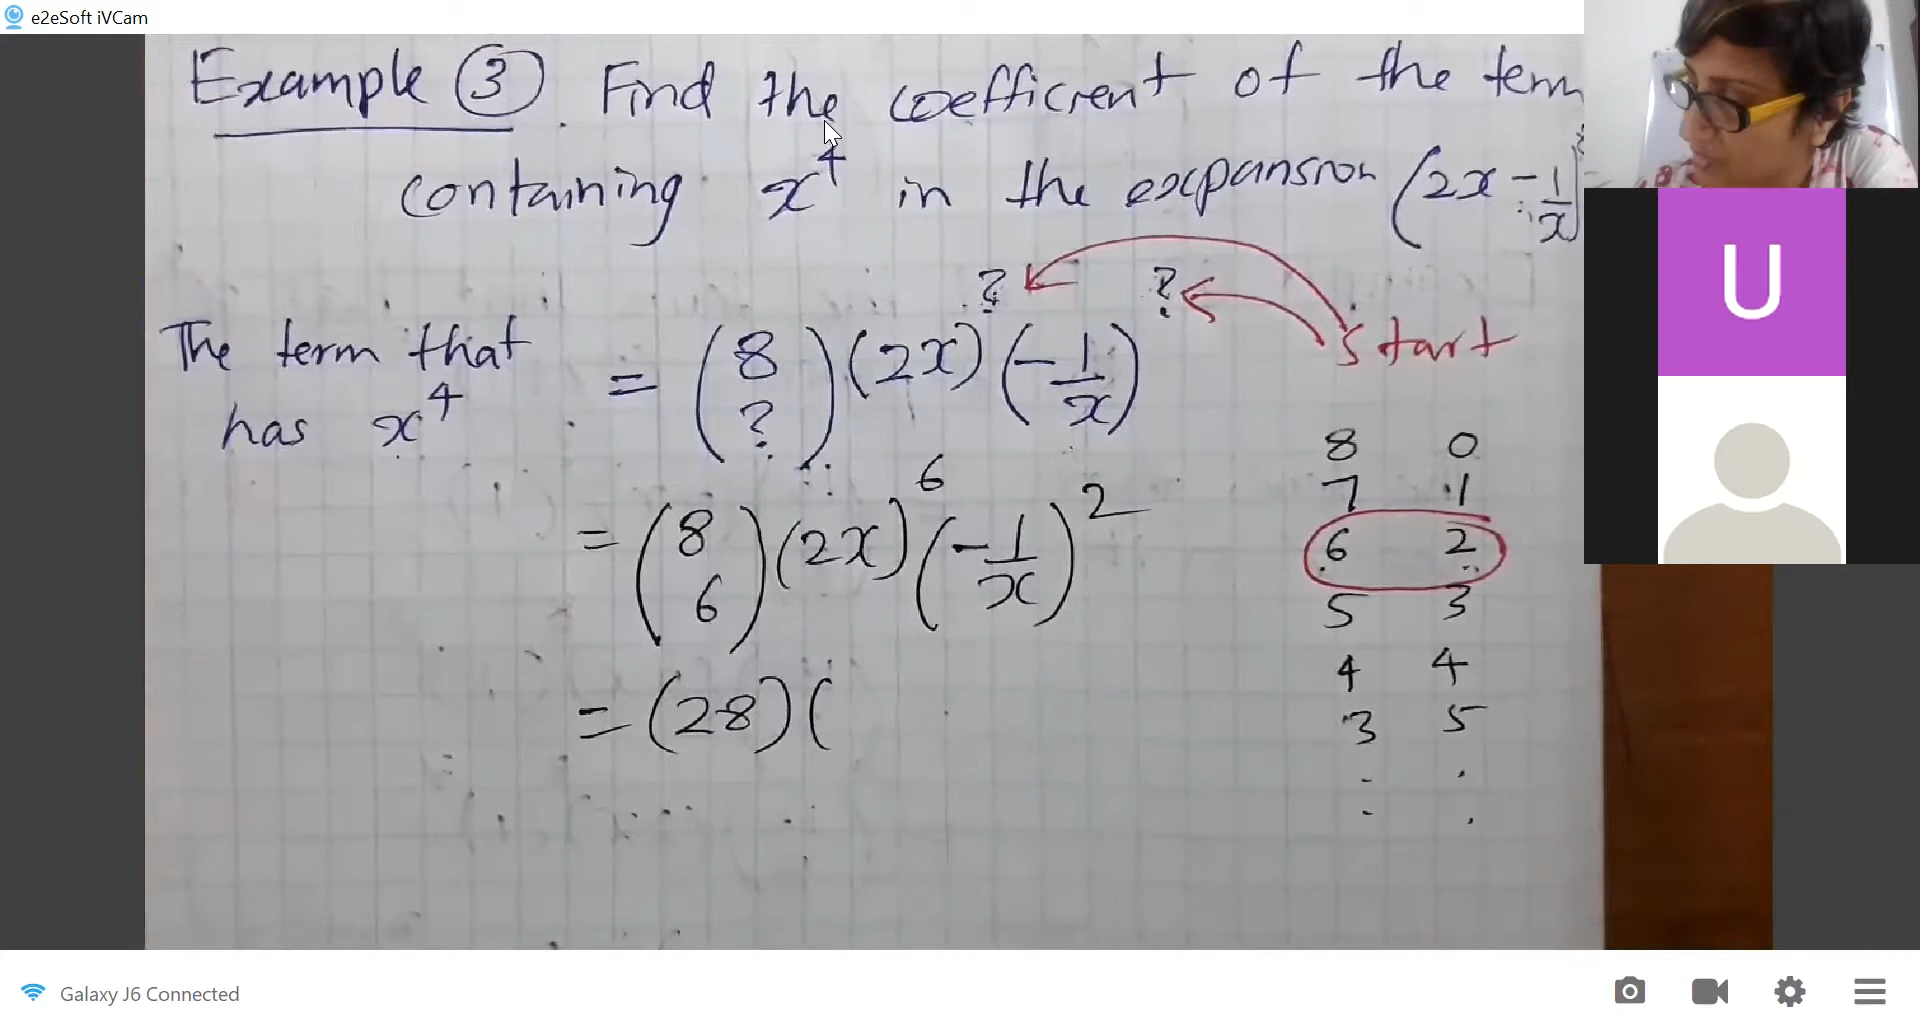 e2eSoft iVCam
Example ③. Find the coefficient of the term
containing x⁴ in the expansion (2x - 1/x)
? ? Start
The term that has x⁴ = (8 ?) (2x) (-1/x)
= (8 6) (2x)⁶ (-1/x)²
= (28) (
8 0
7 1
6 2
5 3
4 4
3 5
: :
U
Galaxy J6 Connected